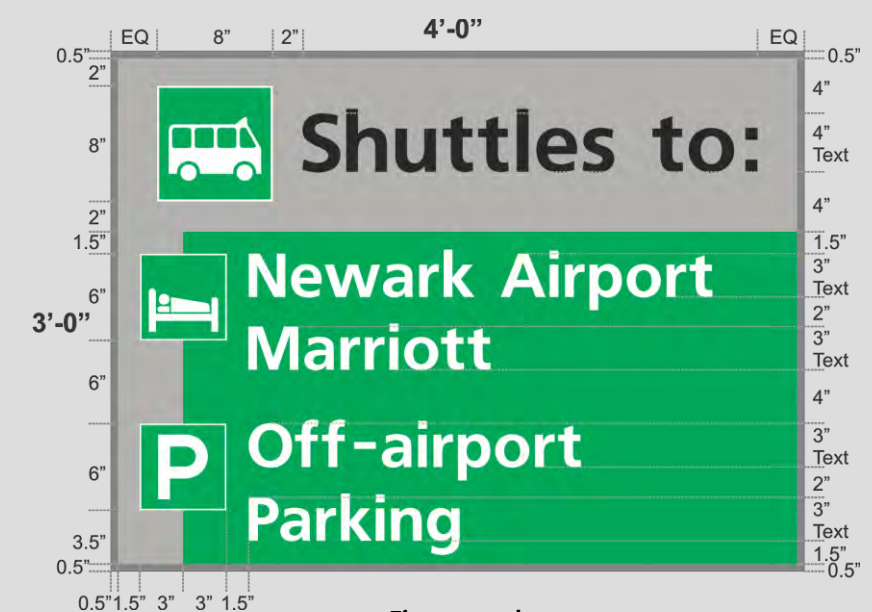 EQ 8" 2" 4'-0" EQ
0.5" 0.5"
2" 4"
8" 4"
Text
Shuttles to:
2" 4"
1.5" 1.5"
Newark Airport
3"
Text
6" 2"
3'-0"
Marriott
3"
Text
6" 4"
Off-airport
3"
Text
P
6" 2"
Parking
3"
Text
3.5" 1.5"
0.5" 0.5"
0.5" 1.5" 3" 3" 1.5"